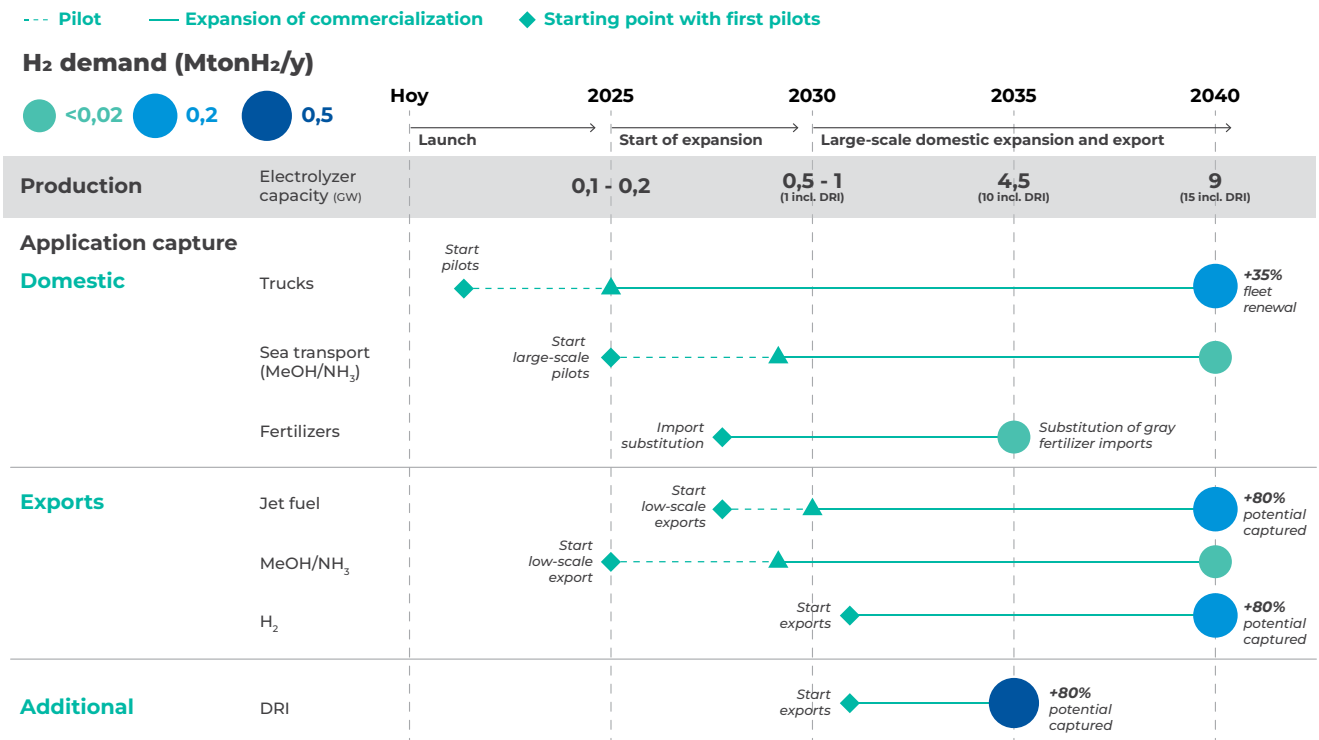 Pilot
Expansion of commercialization
Starting point with first pilots
H₂ demand (MtonH₂/y)
<0,02
0,2
0,5
Hoy
2025
2030
2035
2040
Launch
Start of expansion
Large-scale domestic expansion and export
Production
Electrolyzer
capacity (GW)
0,1 - 0,2
0,5 - 1
(1 incl. DRI)
4,5
(10 incl. DRI)
9
(15 incl. DRI)
Application capture
Domestic
Trucks
Start
pilots
+35%
fleet
renewal
Sea transport
(MeOH/NH₃)
Start
large-scale
pilots
Fertilizers
Import
substitution
Substitution of gray
fertilizer imports
Exports
Jet fuel
Start
low-scale
exports
+80%
potential
captured
MeOH/NH₃
Start
low-scale
export
H₂
Start
exports
+80%
potential
captured
Additional
DRI
Start
exports
+80%
potential
captured